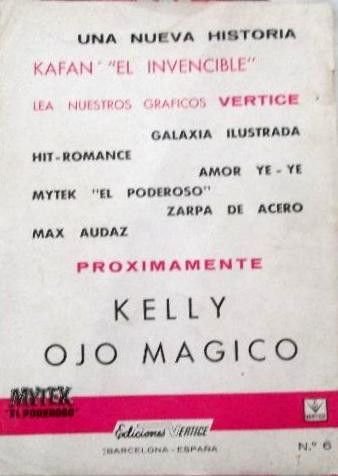 UNA NUEVA HISTORIA
KAFAN "EL INVENCIBLE"
LEA NUESTROS GRAFICOS VERTICE
GALAXIA ILUSTRADA
HIT-ROMANCE
AMOR YE-YE
MYTEK "EL PODEROSO"
ZARPA DE ACERO
MAX AUDAZ
PROXIMAMENTE
KELLY
OJO MAGICO
MYTEK
"EL PODEROSO"
VERTICE
Ediciones VERTICE
BARCELONA-ESPAÑA
N.º 6